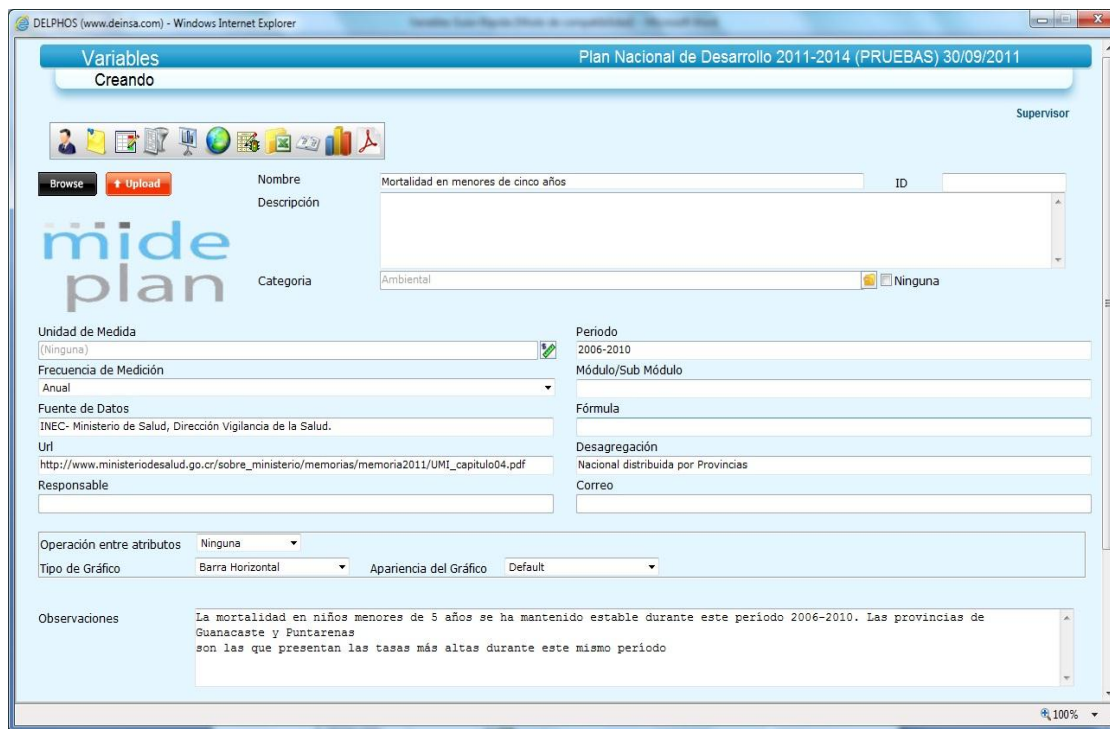 DELPHOS (www.deinsa.com) - Windows Internet Explorer
Variables
Plan Nacional de Desarrollo 2011-2014 (PRUEBAS) 30/09/2011
Creando
Supervisor
Browse
Upload
Nombre
Mortalidad en menores de cinco años
ID
Descripción
mide
plan
Categoria
Ambiental
Ninguna
Unidad de Medida
Periodo
(Ninguna)
2006-2010
Frecuencia de Medición
Módulo/Sub Módulo
Anual
Fuente de Datos
Fórmula
INEC- Ministerio de Salud, Dirección Vigilancia de la Salud.
Url
Desagregación
http://www.ministeriodesalud.go.cr/sobre_ministerio/memorias/memoria2011/UMI_capitulo04.pdf
Nacional distribuida por Provincias
Responsable
Correo
Operación entre atributos
Ninguna
Tipo de Gráfico
Barra Horizontal
Apariencia del Gráfico
Default
Observaciones
La mortalidad en niños menores de 5 años se ha mantenido estable durante este período 2006-2010. Las provincias de
Guanacaste y Puntarenas
son las que presentan las tasas más altas durante este mismo período
100%